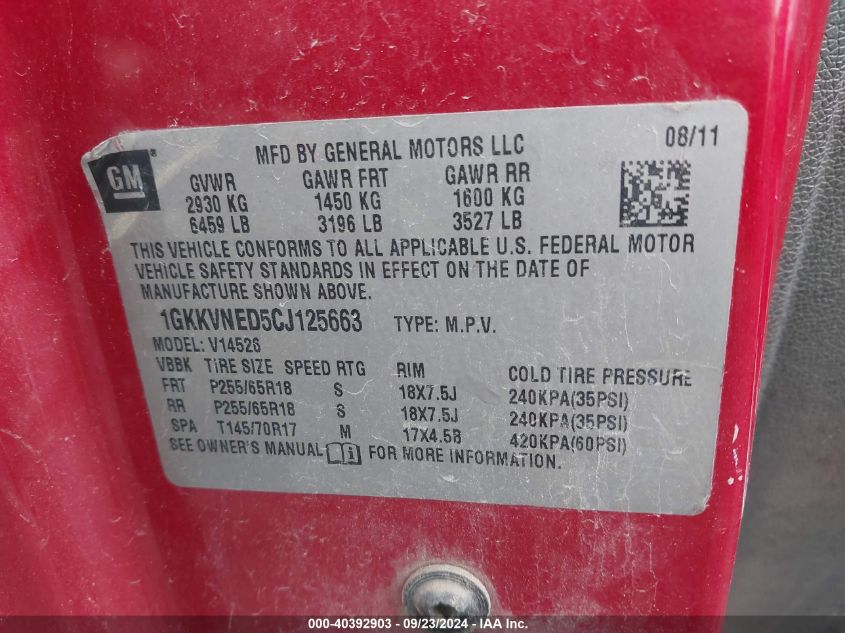 MFD BY GENERAL MOTORS LLC 08/11
GM®
GVWR GAWR FRT GAWR RR
2930 KG 1450 KG 1600 KG
6459 LB 3196 LB 3527 LB
THIS VEHICLE CONFORMS TO ALL APPLICABLE U.S. FEDERAL MOTOR
VEHICLE SAFETY STANDARDS IN EFFECT ON THE DATE OF
MANUFACTURE SHOWN ABOVE.
1GKKVNED5CJ125663 TYPE: M.P.V.
MODEL: V14526
VBBK TIRE SIZE SPEED RTG RIM COLD TIRE PRESSURE
FRT P255/65R18 S 18X7.5J 240KPA(35PSI)
RR P255/65R18 S 18X7.5J 240KPA(35PSI)
SPA T145/70R17 M 17X4.5B 420KPA(60PSI)
SEE OWNER'S MANUAL FOR MORE INFORMATION.
000-40392903 - 09/23/2024 - IAA Inc.